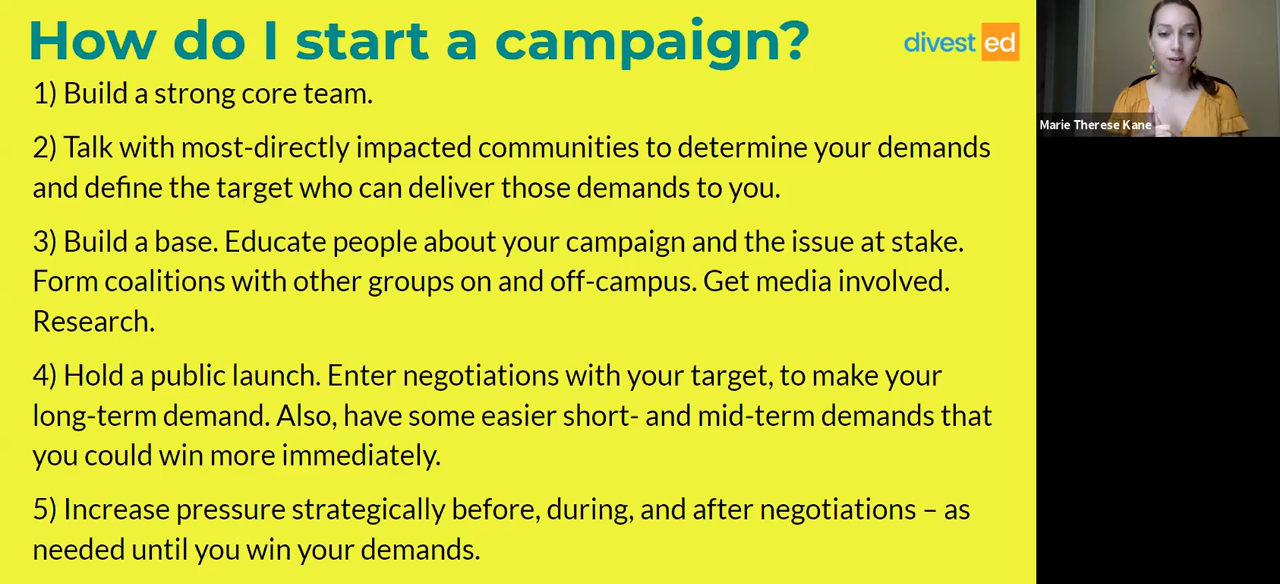 How do I start a campaign?
divest ed
Marie Therese Kane
1) Build a strong core team.
2) Talk with most-directly impacted communities to determine your demands
and define the target who can deliver those demands to you.
3) Build a base. Educate people about your campaign and the issue at stake.
Form coalitions with other groups on and off-campus. Get media involved.
Research.
4) Hold a public launch. Enter negotiations with your target, to make your
long-term demand. Also, have some easier short- and mid-term demands that
you could win more immediately.
5) Increase pressure strategically before, during, and after negotiations – as
needed until you win your demands.